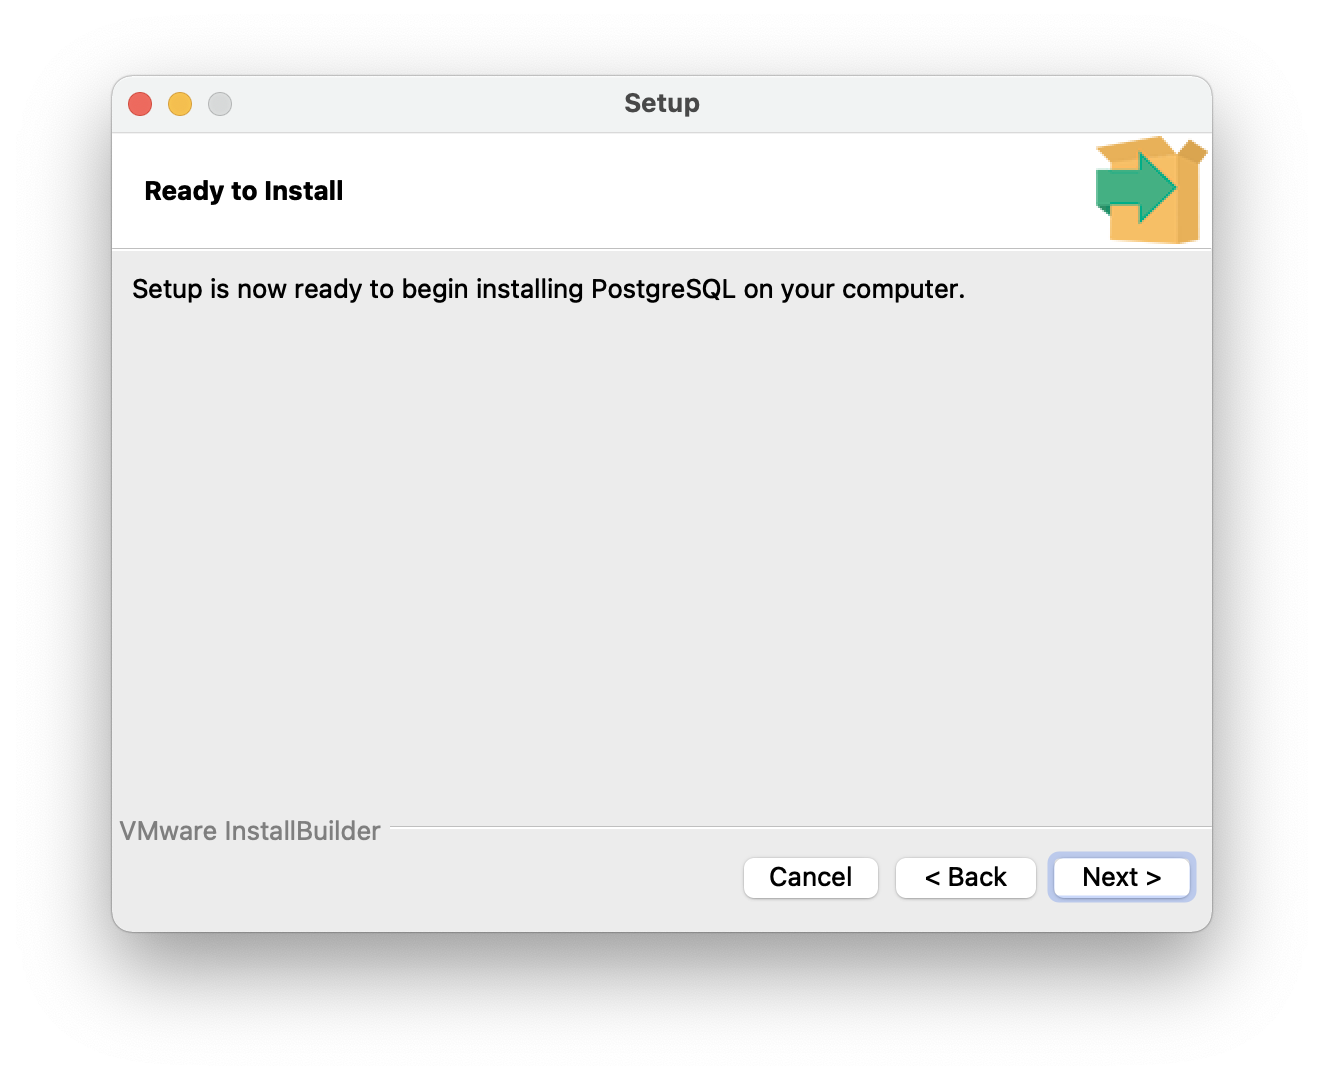 Setup
Ready to Install
Setup is now ready to begin installing PostgreSQL on your computer.
VMware InstallBuilder
Cancel
< Back
Next >